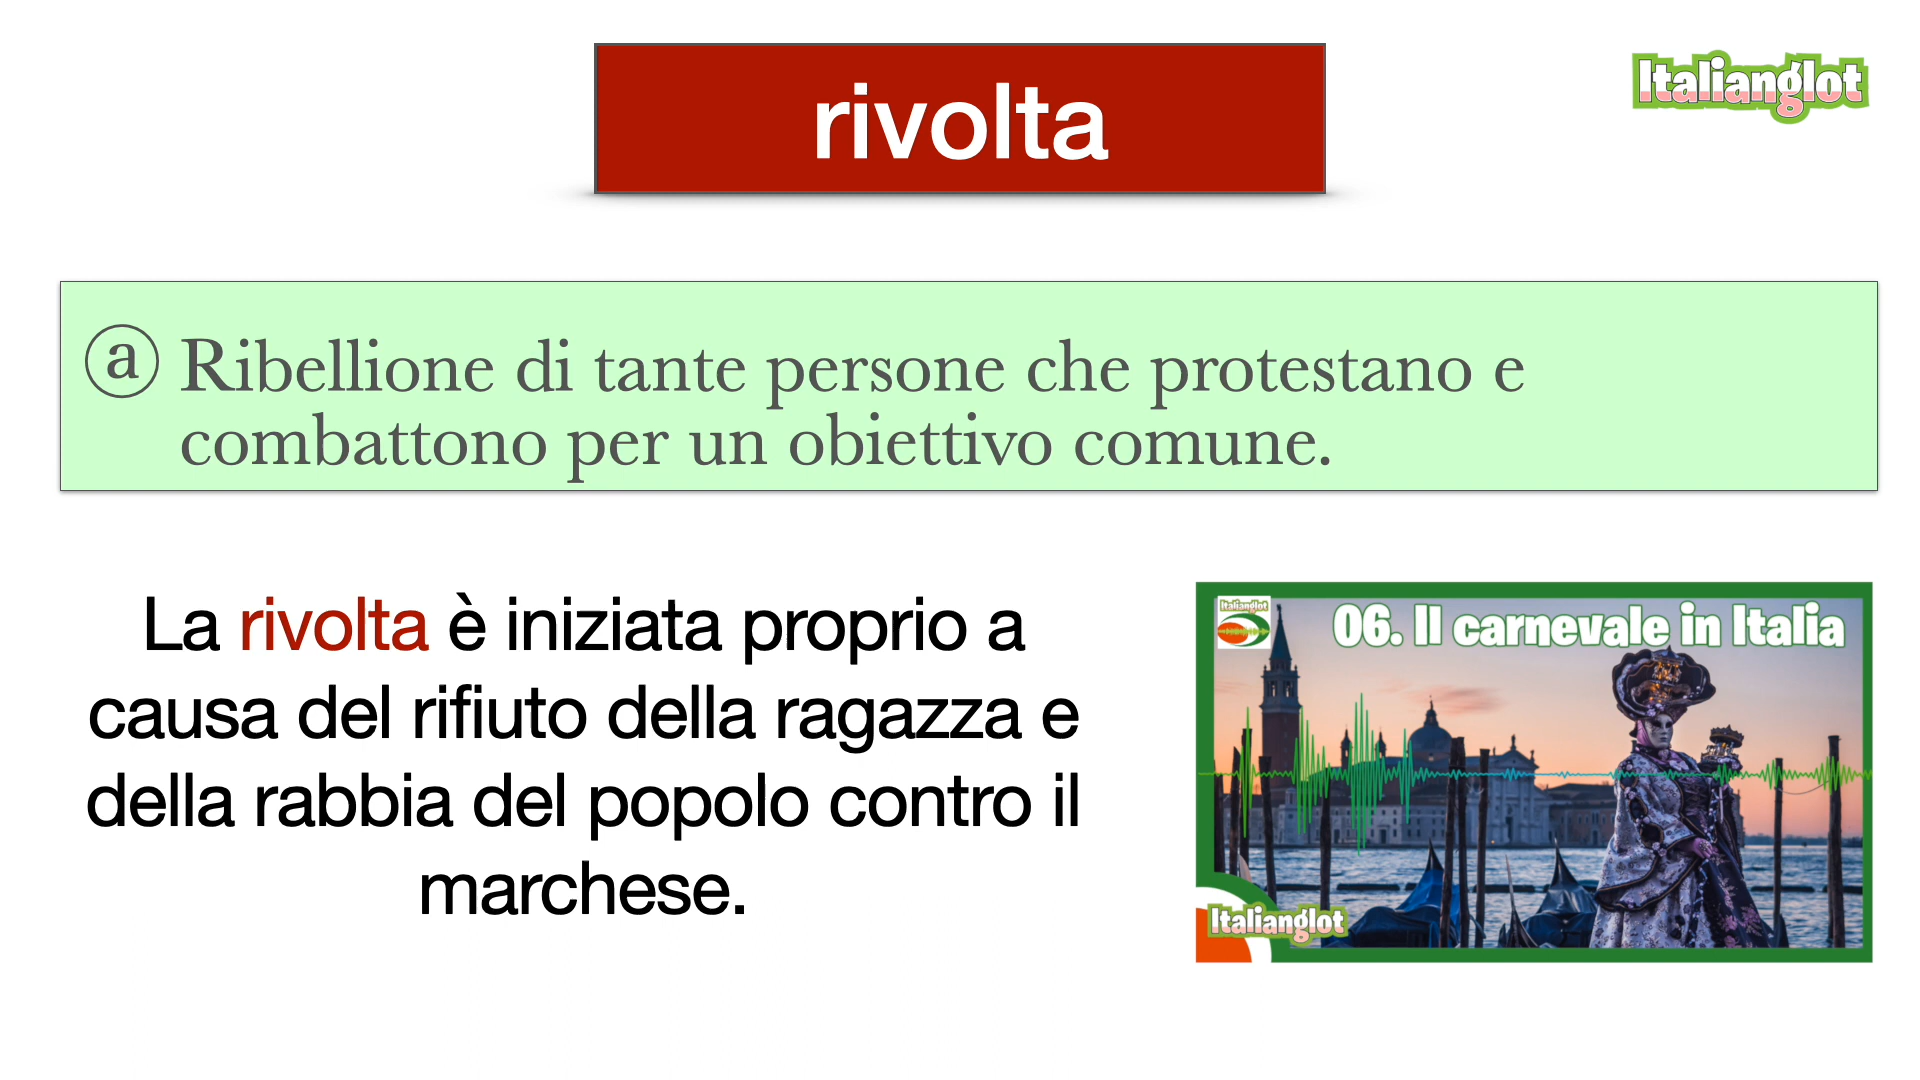 rivolta
Italianglot
ⓐ Ribellione di tante persone che protestano e
combattono per un obiettivo comune.
La rivolta è iniziata proprio a
causa del rifiuto della ragazza e
della rabbia del popolo contro il
marchese.
Italianglot
06. Il carnevale in Italia
Italianglot